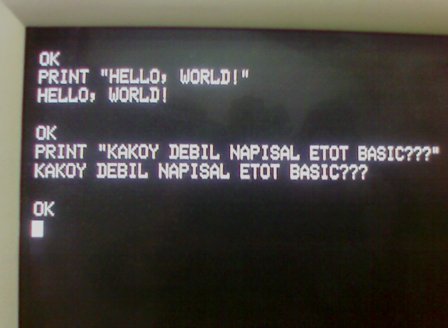 OK
PRINT "HELLO, WORLD!"
HELLO, WORLD!
OK
PRINT "KAKOY DEBIL NAPISAL ETOT BASIC???"
KAKOY DEBIL NAPISAL ETOT BASIC???
OK